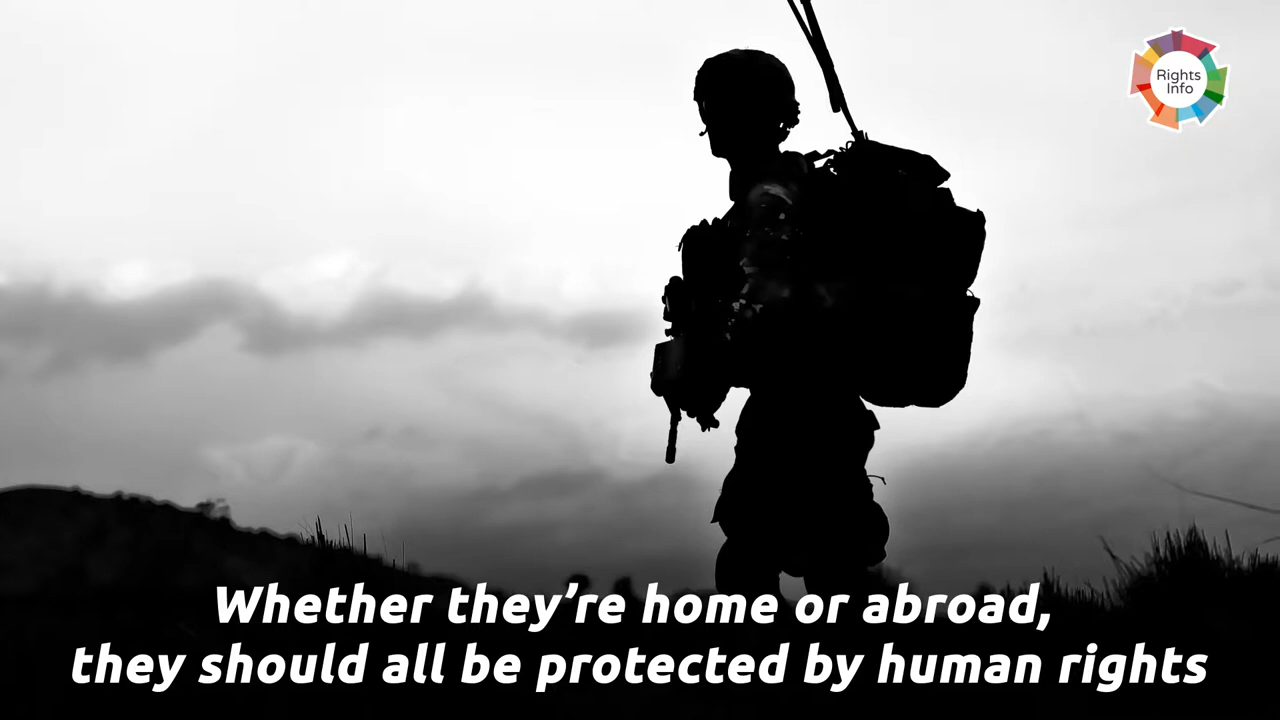 Rights
Info
Whether they’re home or abroad,
they should all be protected by human rights